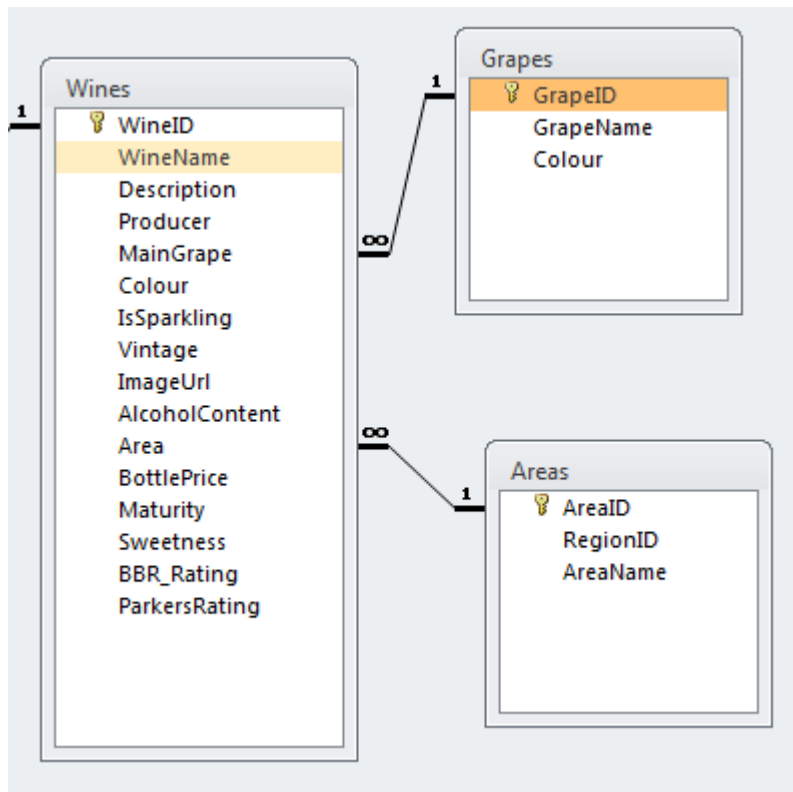 Wines
1
WineID
WineName
Description
Producer
MainGrape
∞
Colour
IsSparkling
Vintage
ImageUrl
AlcoholContent
∞
Area
BottlePrice
Maturity
Sweetness
BBR_Rating
ParkersRating
Grapes
1
GrapeID
GrapeName
Colour
Areas
1
AreaID
RegionID
AreaName